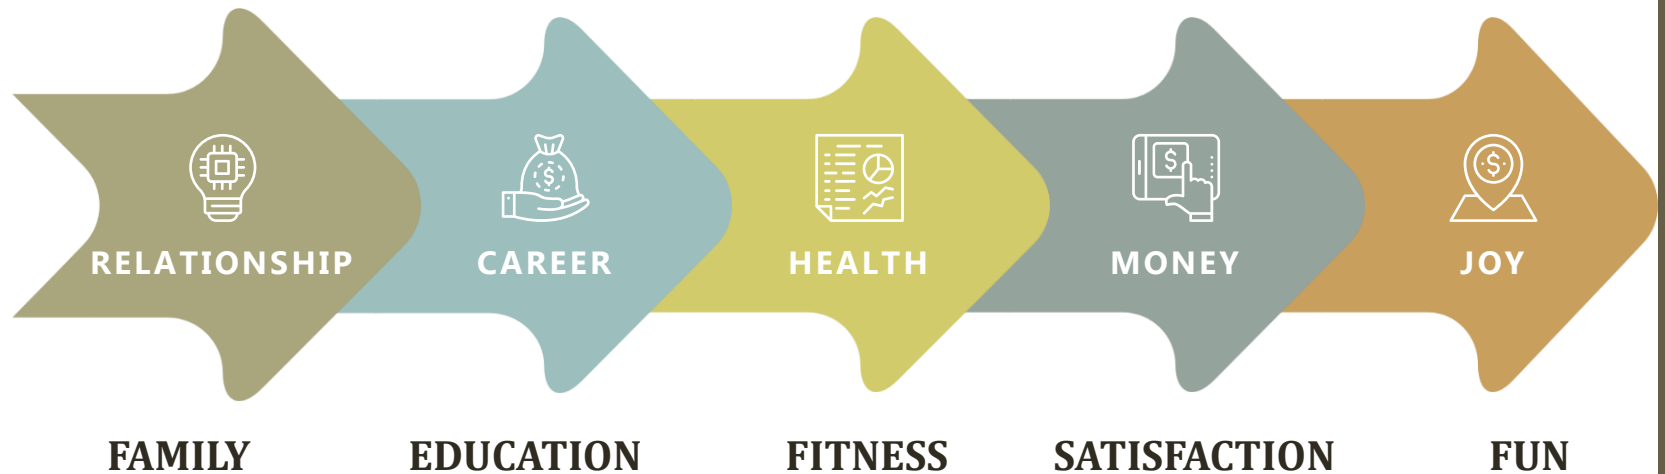 RELATIONSHIP CAREER HEALTH MONEY JOY
FAMILY EDUCATION FITNESS SATISFACTION FUN